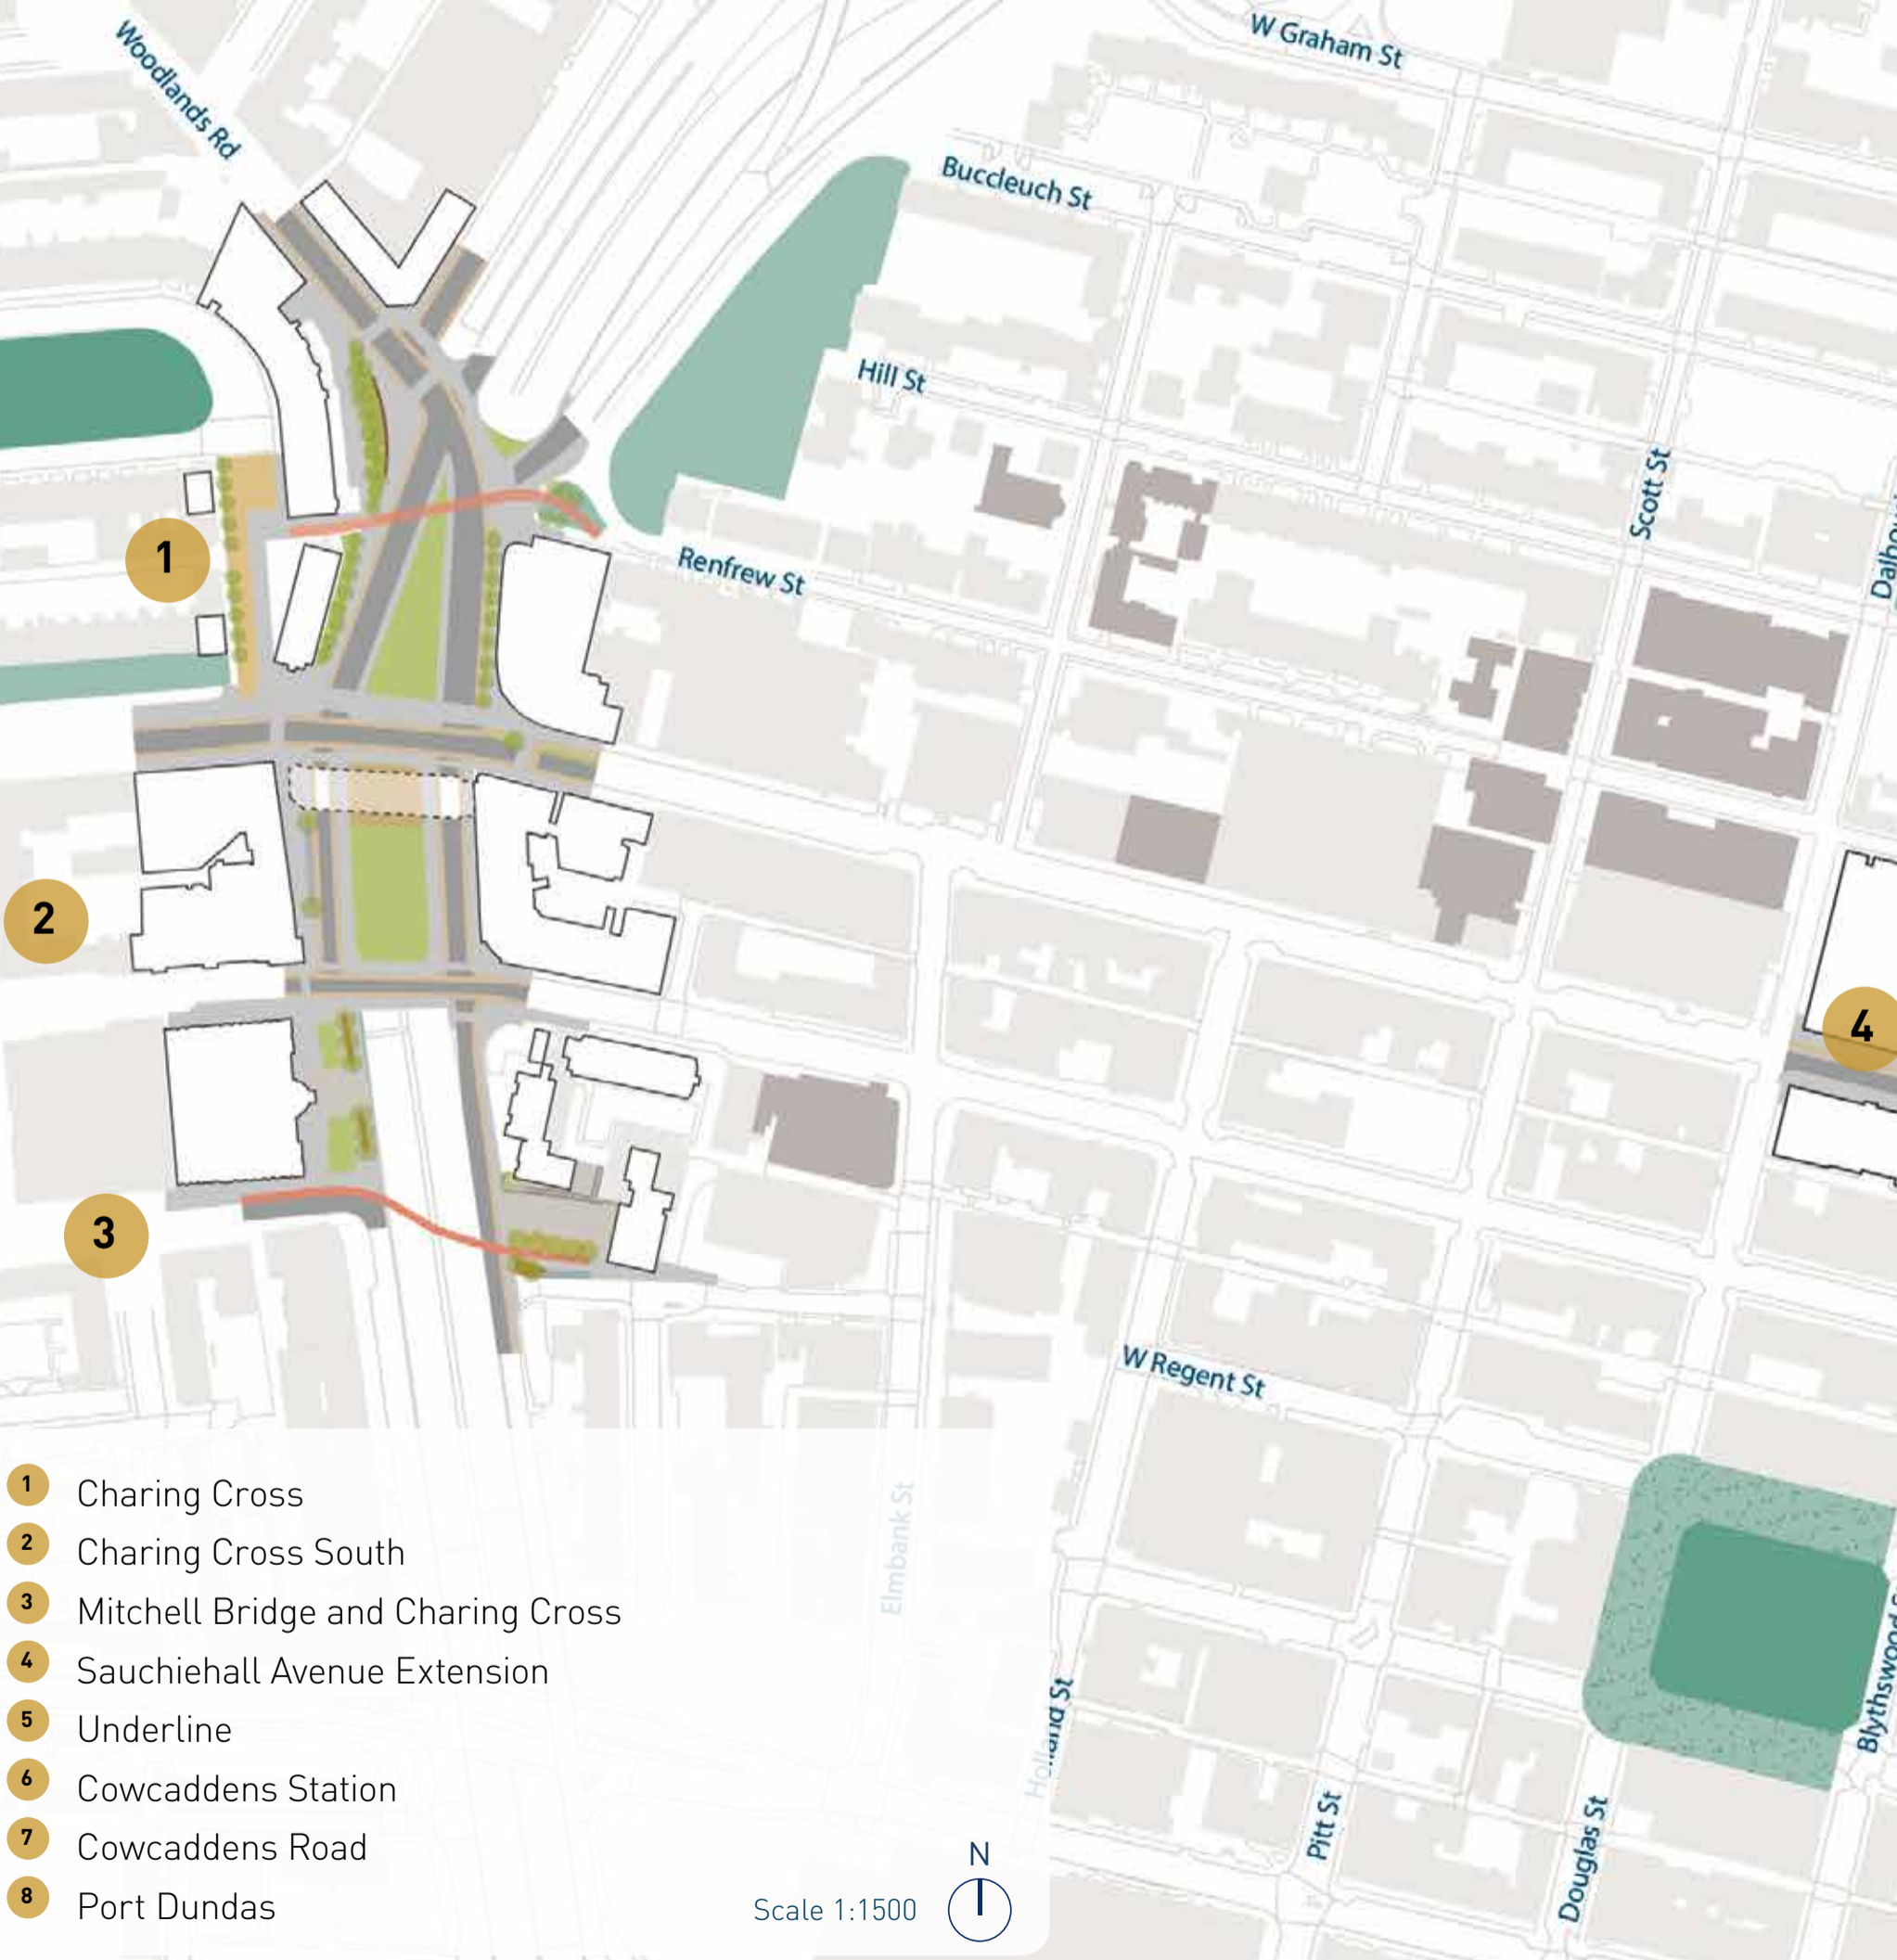 W Graham St
Woodlands Rd
Buccleuch St
Hill St
Scott St
Renfrew St
1
2
4
3
W Regent St
Elmbank St
Holland St
Pitt St
Douglas St
1 Charing Cross
2 Charing Cross South
3 Mitchell Bridge and Charing Cross
4 Sauchiehall Avenue Extension
5 Underline
6 Cowcaddens Station
7 Cowcaddens Road
8 Port Dundas
N
Scale 1:1500